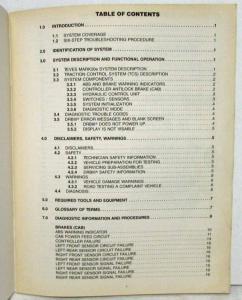 TABLE OF CONTENTS
1.0 INTRODUCTION 1
1.1 SYSTEM COVERAGE 1
1.2 SIX-STEP TROUBLESHOOTING PROCEDURE 1
2.0 IDENTIFICATION OF SYSTEM 1
3.0 SYSTEM DESCRIPTION AND FUNCTIONAL OPERATION 1
3.1 TEVES MARK20e SYSTEM DESCRIPTION
3.2 TRACTION CONTROL SYSTEM (TCS) DESCRIPTION
3.3 SYSTEM COMPONENTS
3.3.1 ABS AND BRAKE WARNING INDICATORS
3.3.2 CONTROLLER ANTILOCK BRAKE (CAB)
3.3.3 HYDRAULIC CONTROL UNIT
3.3.4 SWITCHES / SENSORS
3.3.5 SYSTEM INITIALIZATION
3.3.6 DIAGNOSTIC MODE
3.4 DIAGNOSTIC TROUBLE CODES
3.5 DRBIII® ERROR MESSAGES AND BLANK SCREEN
3.5.1 DRBIII® DOES NOT POWER UP
3.5.2 DISPLAY IS NOT VISIBLE
4.0 DISCLAIMERS, SAFETY, WARNINGS
4.1 DISCLAIMERS
4.2 SAFETY
4.2.1 TECHNICIAN SAFETY INFORMATION
4.2.2 VEHICLE PREPARATION FOR TESTING
4.2.3 SERVICING SUB-ASSEMBLIES
4.2.4 DRBIII® SAFETY INFORMATION
4.3 WARNINGS
4.3.1 VEHICLE DAMAGE WARNINGS
4.3.2 ROAD TESTING A COMPLAINT VEHICLE
4.4 DIAGNOSIS
5.0 REQUIRED TOOLS AND EQUIPMENT
6.0 GLOSSARY OF TERMS
7.0 DIAGNOSTIC INFORMATION AND PROCEDURES
BRAKES (CAB)
ABS WARNING INDICATOR
CAB POWER FEED CIRCUIT
CONTROLLER FAILURE
LEFT FRONT SENSOR CIRCUIT FAILURE
LEFT REAR SENSOR CIRCUIT FAILURE
RIGHT FRONT SENSOR CIRCUIT FAILURE
RIGHT REAR SENSOR CIRCUIT FAILURE
LEFT FRONT SENSOR SIGNAL FAILURE
LEFT REAR SENSOR SIGNAL FAILURE
RIGHT FRONT SENSOR SIGNAL FAILURE
RIGHT REAR SENSOR SIGNAL FAILURE